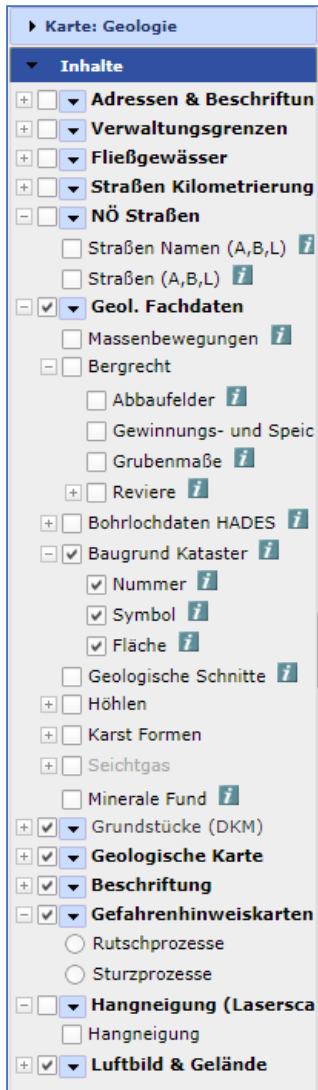 Karte: Geologie
Inhalte
Adressen & Beschriftun
Verwaltungsgrenzen
Fließgewässer
Straßen Kilometrierung
NÖ Straßen
Straßen Namen (A,B,L) i
Straßen (A,B,L) i
Geol. Fachdaten
Massenbewegungen i
Bergrecht
Abbaufelder i
Gewinnungs- und Speic
Grubenmaße i
Reviere i
Bohrlochdaten HADES i
Baugrund Kataster i
Nummer i
Symbol i
Fläche i
Geologische Schnitte i
Höhlen
Karst Formen
Seichtgas
Minerale Fund i
Grundstücke (DKM)
Geologische Karte
Beschriftung
Gefahrenhinweiskarten
Rutschprozesse
Sturzprozesse
Hangneigung (Lasersca
Hangneigung
Luftbild & Gelände